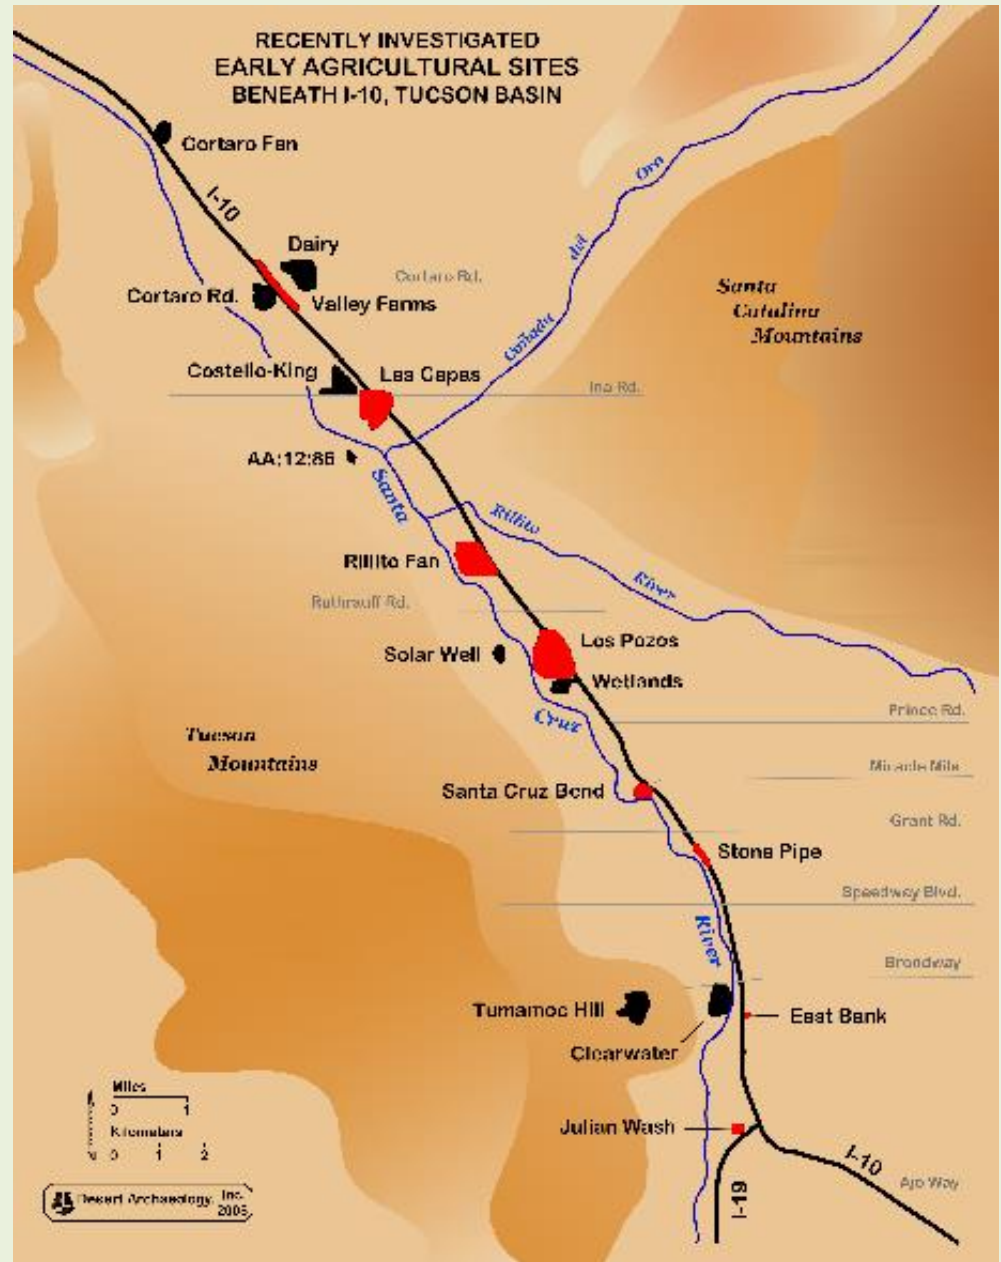 RECENTLY INVESTIGATED
EARLY AGRICULTURAL SITES
BENEATH I-10, TUCSON BASIN
Cortaro Fan
I-10
Oro
Dairy
del
Cortaro Rd.
Cortaro Rd.
Valley Farms
Santa
Catalina
Mountains
Cañada
Costello-King
Las Capas
Ina Rd.
AA:12:86
Santa
Rillito
Rillito Fan
River
Ruthrauff Rd.
Los Pozos
Solar Well
Wetlands
Prince Rd.
Cruz
Tucson
Mountains
Miracle Mile
Santa Cruz Bend
Grant Rd.
Stone Pipe
Speedway Blvd.
River
Broadway
Tumamoc Hill
East Bank
Clearwater
Miles
0 1
Julian Wash
Kilometers
0 1 2
N
I-10
Ajo Way
I-19
Desert Archaeology, Inc.